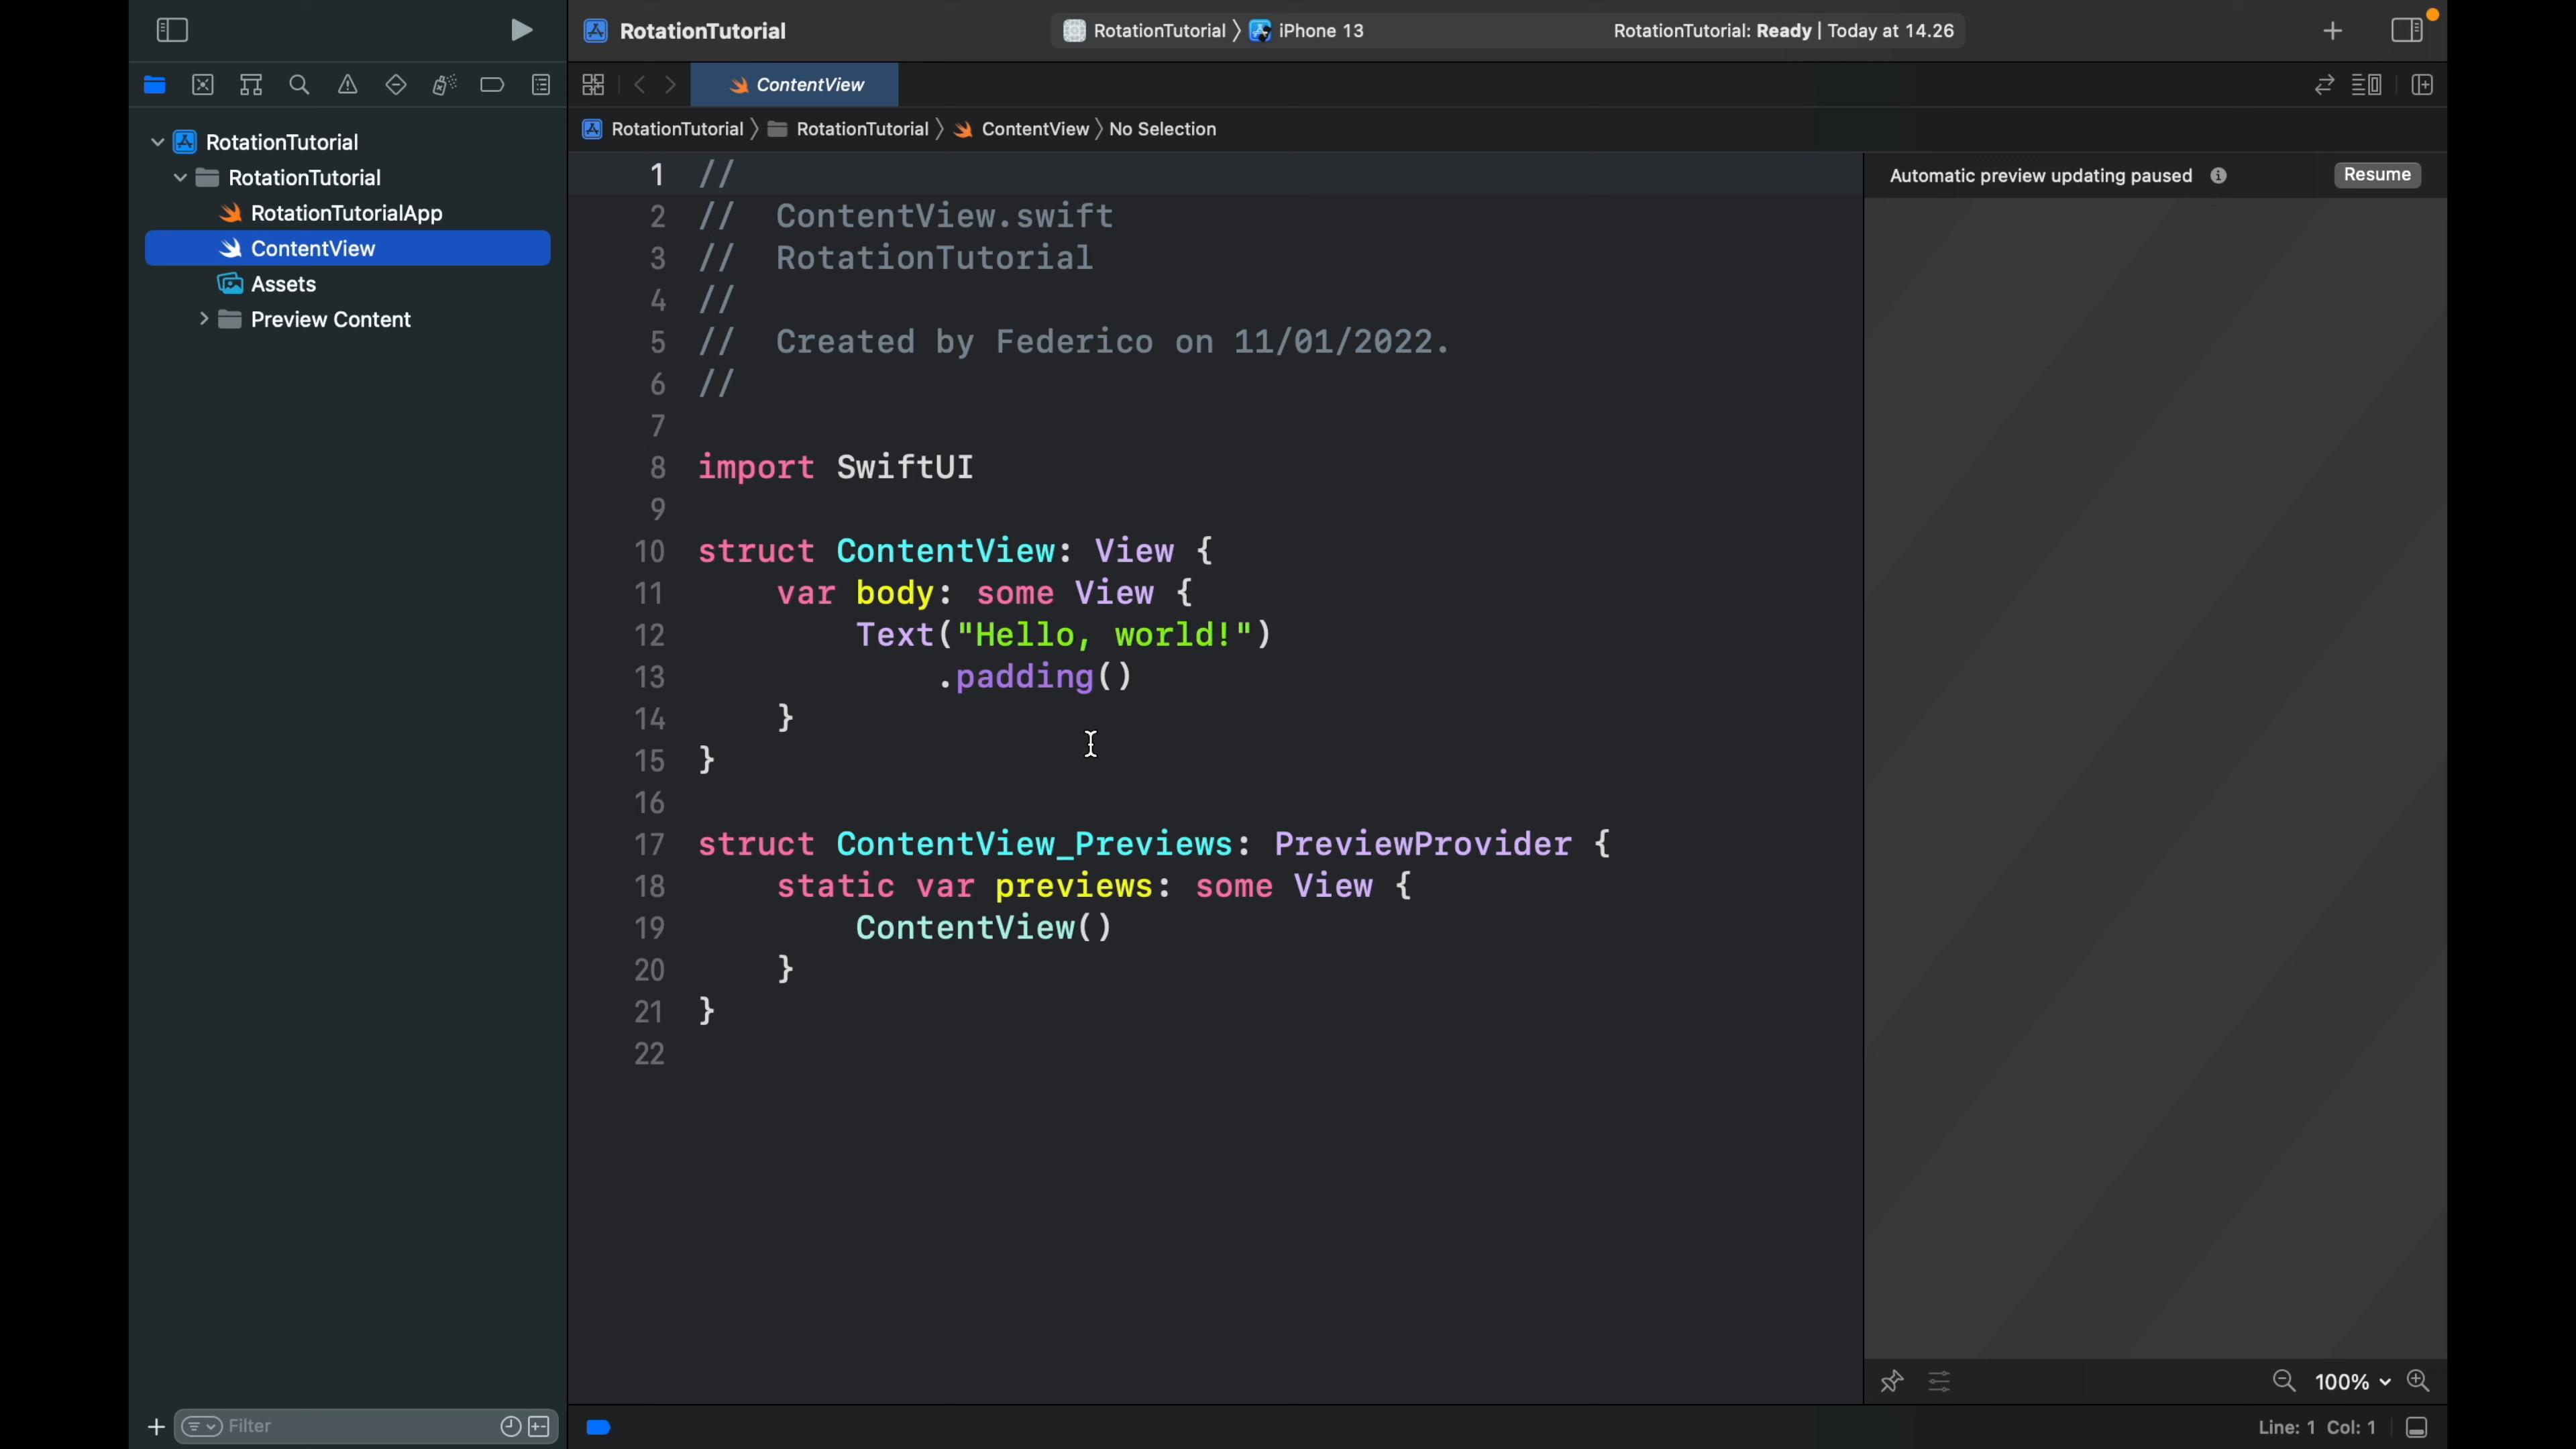 RotationTutorial
RotationTutorial 〉 iPhone 13
RotationTutorial: Ready | Today at 14.26
ContentView
RotationTutorial 〉 RotationTutorial 〉 ContentView 〉 No Selection
RotationTutorial
RotationTutorial
RotationTutorialApp
ContentView
Assets
Preview Content
1 //
2 //  ContentView.swift
3 //  RotationTutorial
4 //
5 //  Created by Federico on 11/01/2022.
6 //
7
8 import SwiftUI
9
10 struct ContentView: View {
11     var body: some View {
12         Text("Hello, world!")
13             .padding()
14     }
15 }
16
17 struct ContentView_Previews: PreviewProvider {
18     static var previews: some View {
19         ContentView()
20     }
21 }
22
Automatic preview updating paused
Resume
100%
Filter
Line: 1 Col: 1